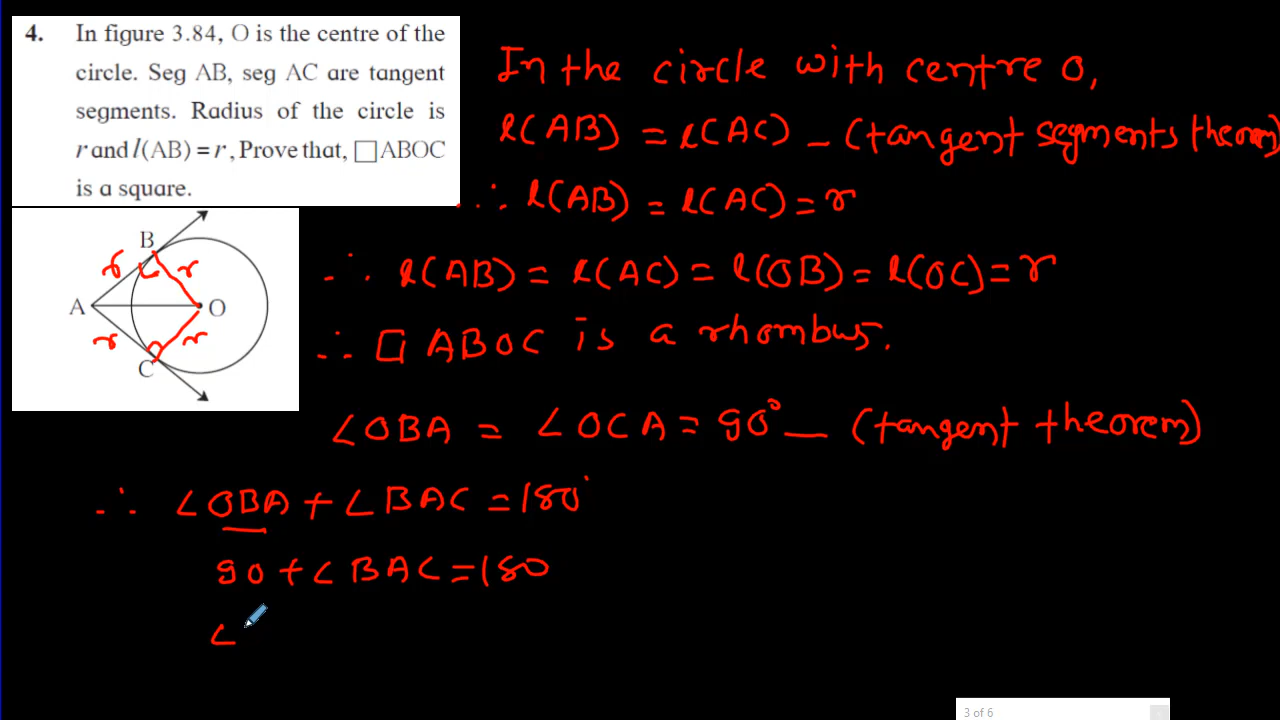 4. In figure 3.84, O is the centre of the
circle. Seg AB, seg AC are tangent
segments. Radius of the circle is
r and l(AB) = r, Prove that, □ABOC
is a square.
B
r r
A O
r r
C
In the circle with centre O,
l(AB) = l(AC) – (tangent segments theorem)
∴ l(AB) = l(AC) = r
∴ l(AB) = l(AC) = l(OB) = l(OC) = r
∴ □ ABOC is a rhombus.
∠OBA = ∠OCA = 90° — (tangent theorem)
∴ ∠OBA + ∠BAC = 180°
90 + ∠BAC = 180
∠
3 of 6